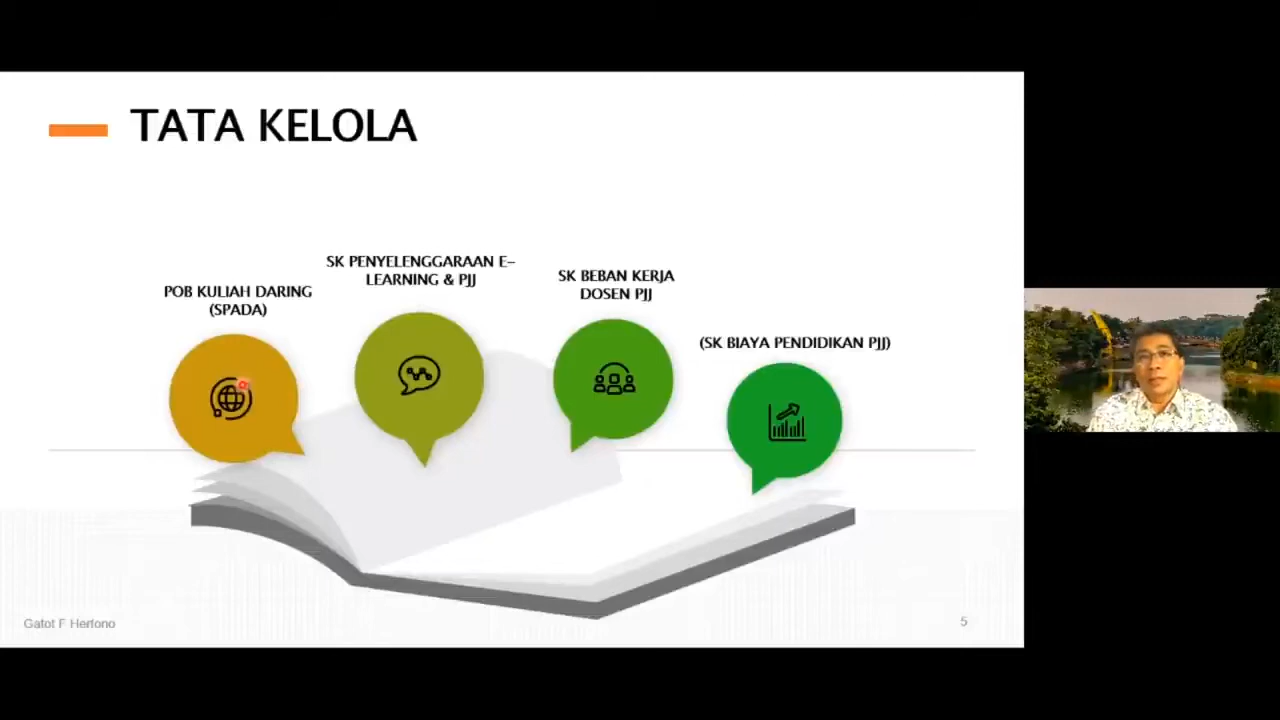 TATA KELOLA
POB KULIAH DARING
(SPADA)
SK PENYELENGGARAAN E-
LEARNING & PJJ
SK BEBAN KERJA
DOSEN PJJ
(SK BIAYA PENDIDIKAN PJJ)
Gatot F Hertono
5